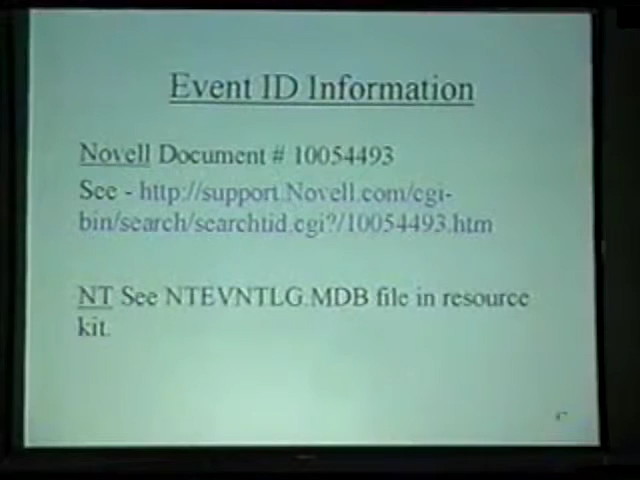 Event ID Information
Novell Document # 10054493
See - http://support.Novell.com/cgi-
bin/search/searchtid.cgi?/10054493.htm
NT See NTEVNTLG.MDB file in resource
kit.